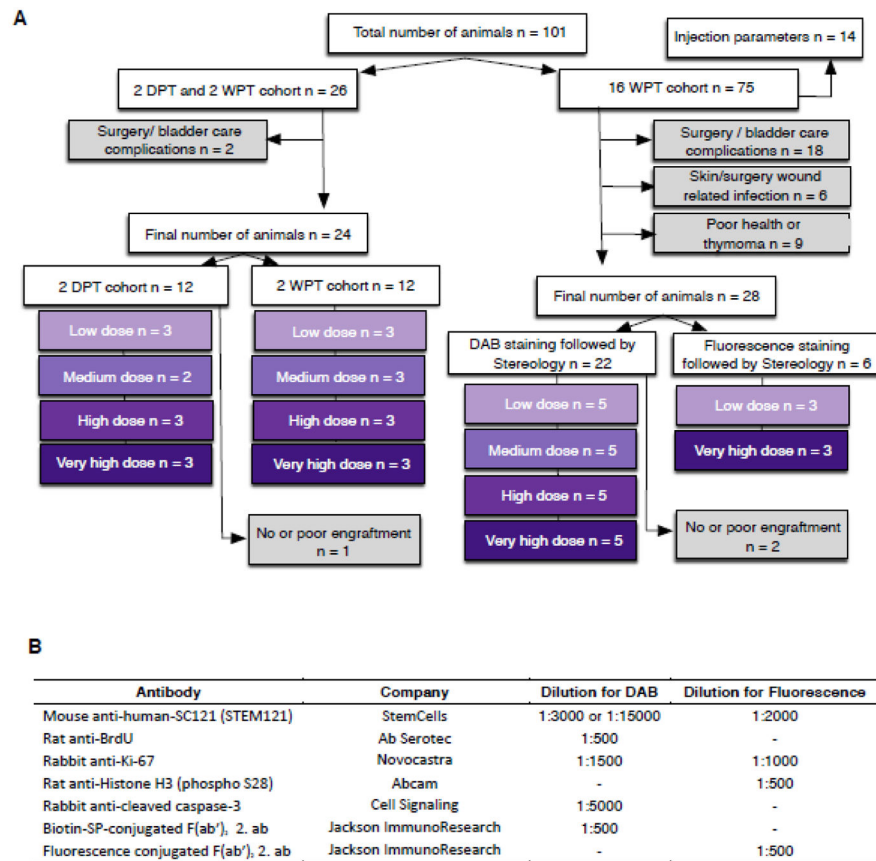 A
Total number of animals n = 101
Injection parameters n = 14
2 DPT and 2 WPT cohort n = 26
16 WPT cohort n = 75
Surgery/ bladder care
complications n = 2
Surgery / bladder care
complications n = 18
Skin/surgery wound
related infection n = 6
Poor health or
thymoma n = 9
Final number of animals n = 24
2 DPT cohort n = 12
2 WPT cohort n = 12
Final number of animals n = 28
Low dose n = 3
Medium dose n = 2
High dose n = 3
Very high dose n = 3
Low dose n = 3
Medium dose n = 3
High dose n = 3
Very high dose n = 3
DAB staining followed by
Stereology n = 22
Fluorescence staining
followed by Stereology n = 6
Low dose n = 5
Medium dose n = 5
High dose n = 5
Very high dose n = 5
Low dose n = 3
Very high dose n = 3
No or poor engraftment
n = 1
No or poor engraftment
n = 2
B
Antibody Company Dilution for DAB Dilution for Fluorescence
Mouse anti-human-SC121 (STEM121) StemCells 1:3000 or 1:15000 1:2000
Rat anti-BrdU Ab Serotec 1:500 -
Rabbit anti-Ki-67 Novocastra 1:1500 1:1000
Rat anti-Histone H3 (phospho S28) Abcam - 1:500
Rabbit anti-cleaved caspase-3 Cell Signaling 1:5000 -
Biotin-SP-conjugated F(ab'), 2. ab Jackson ImmunoResearch 1:500 -
Fluorescence conjugated F(ab'), 2. ab Jackson ImmunoResearch - 1:500